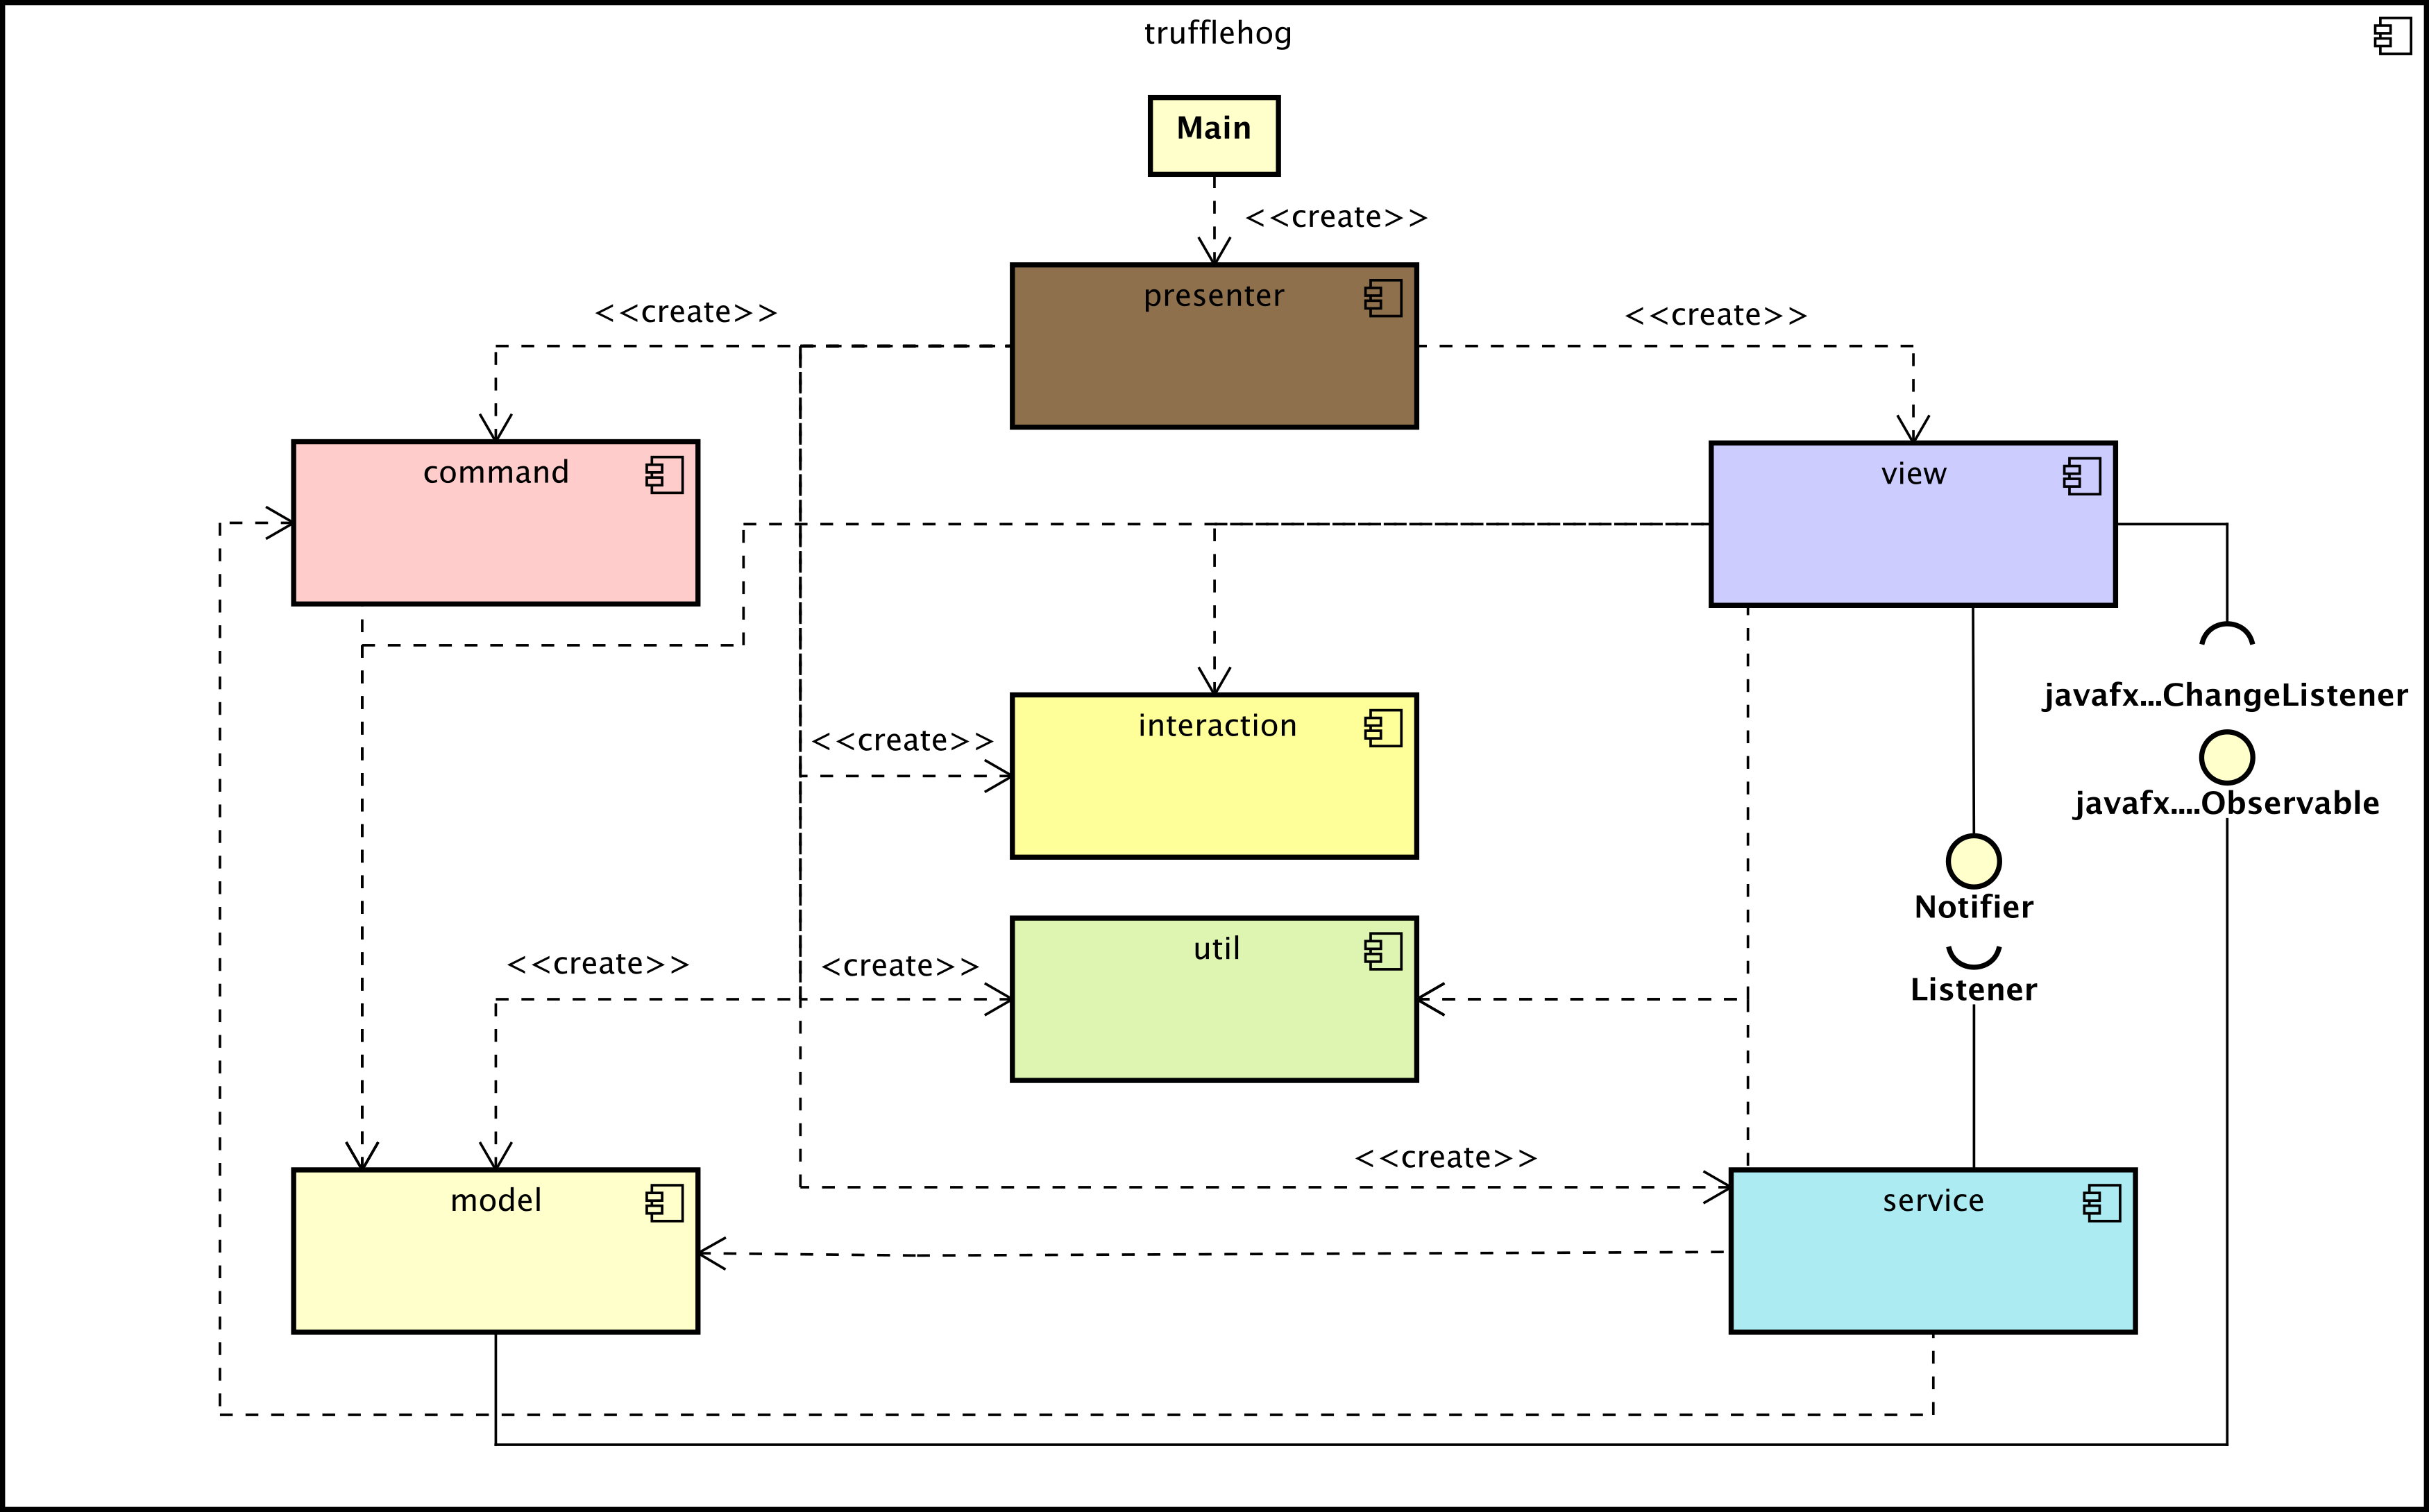 trufflehog
Main
<<create>>
presenter
<<create>>
<<create>>
command
view
interaction
javafx...ChangeListener
<<create>>
javafx....Observable
Notifier
util
<<create>>
<create>>
Listener
<<create>>
model
service